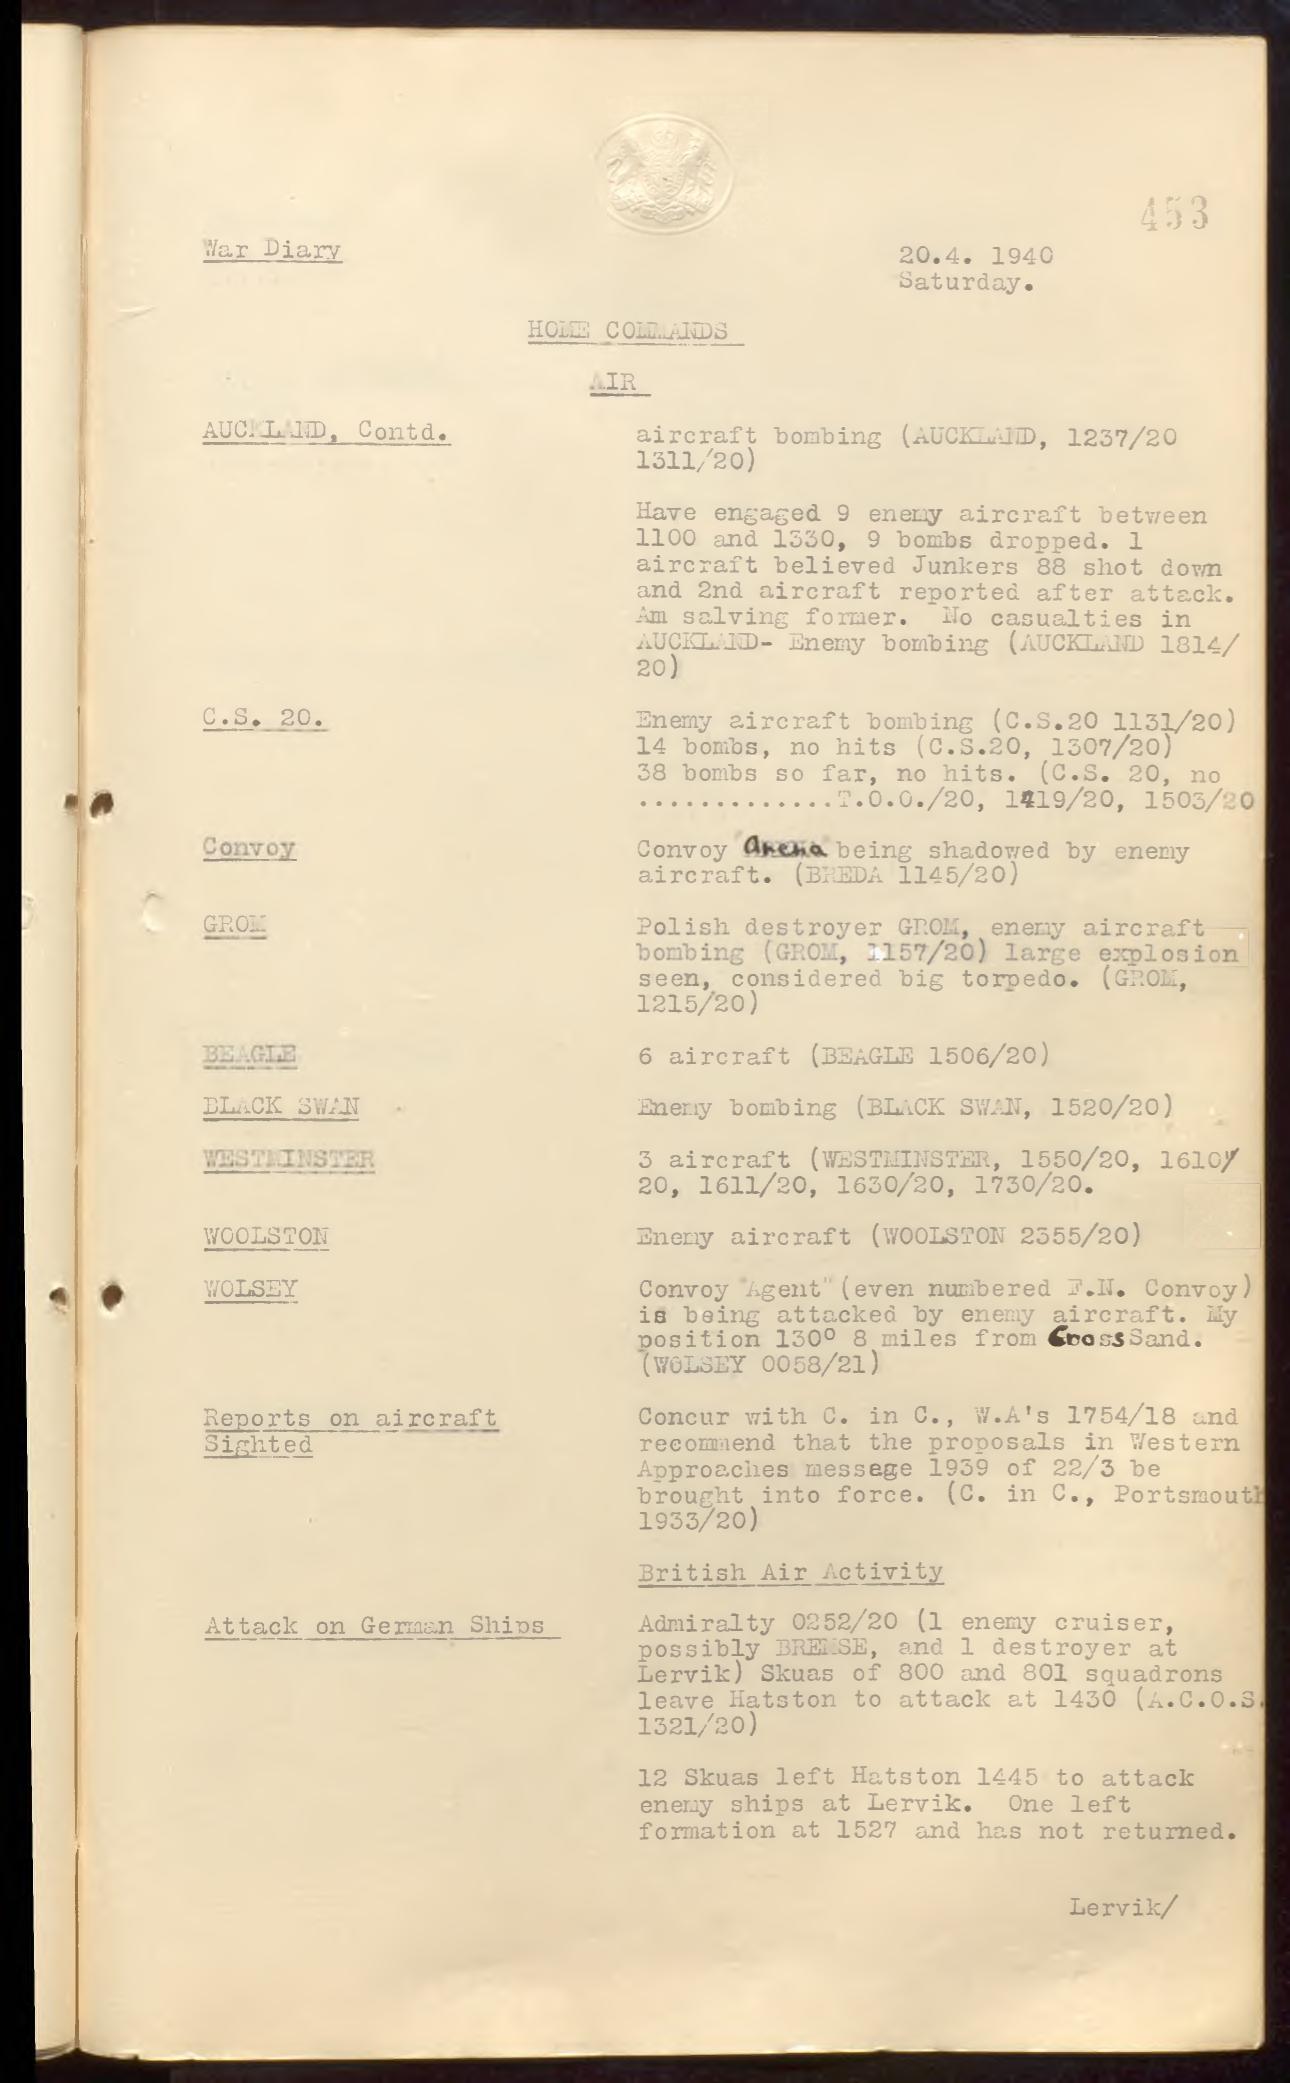 453
War Diary
20.4. 1940
Saturday.
HOME COMMANDS
AIR
AUCKLAND, Contd.
aircraft bombing (AUCKLAND, 1237/20
1311/20)
Have engaged 9 enemy aircraft between
1100 and 1330, 9 bombs dropped. 1
aircraft believed Junkers 88 shot down
and 2nd aircraft reported after attack.
Am salving former. No casualties in
AUCKLAND- Enemy bombing (AUCKLAND 1814/
20)
C.S. 20.
Enemy aircraft bombing (C.S.20 1131/20)
14 bombs, no hits (C.S.20, 1307/20)
38 bombs so far, no hits. (C.S. 20, no
.............T.O.O./20, 1419/20, 1503/20
Convoy
Convoy "Arena" being shadowed by enemy
aircraft. (BREDA 1145/20)
GROM
Polish destroyer GROM, enemy aircraft
bombing (GROM, 1157/20) large explosion
seen, considered big torpedo. (GROM,
1215/20)
BEAGLE
6 aircraft (BEAGLE 1506/20)
BLACK SWAN
Enemy bombing (BLACK SWAN, 1520/20)
WESTMINSTER
3 aircraft (WESTMINSTER, 1550/20, 1610/
20, 1611/20, 1630/20, 1730/20.
WOOLSTON
Enemy aircraft (WOOLSTON 2355/20)
WOLSEY
Convoy "Agent" (even numbered F.N. Convoy)
is being attacked by enemy aircraft. My
position 130º 8 miles from Cross Sand.
(WOLSEY 0058/21)
Reports on aircraft
Sighted
Concur with C. in C., W.A's 1754/18 and
recommend that the proposals in Western
Approaches messege 1939 of 22/3 be
brought into force. (C. in C., Portsmouth
1933/20)
British Air Activity
Attack on German Ships
Admiralty 0252/20 (1 enemy cruiser,
possibly BREMSE, and 1 destroyer at
Lervik) Skuas of 800 and 801 squadrons
leave Hatston to attack at 1430 (A.C.O.S.
1321/20)
12 Skuas left Hatston 1445 to attack
enemy ships at Lervik. One left
formation at 1527 and has not returned.
Lervik/